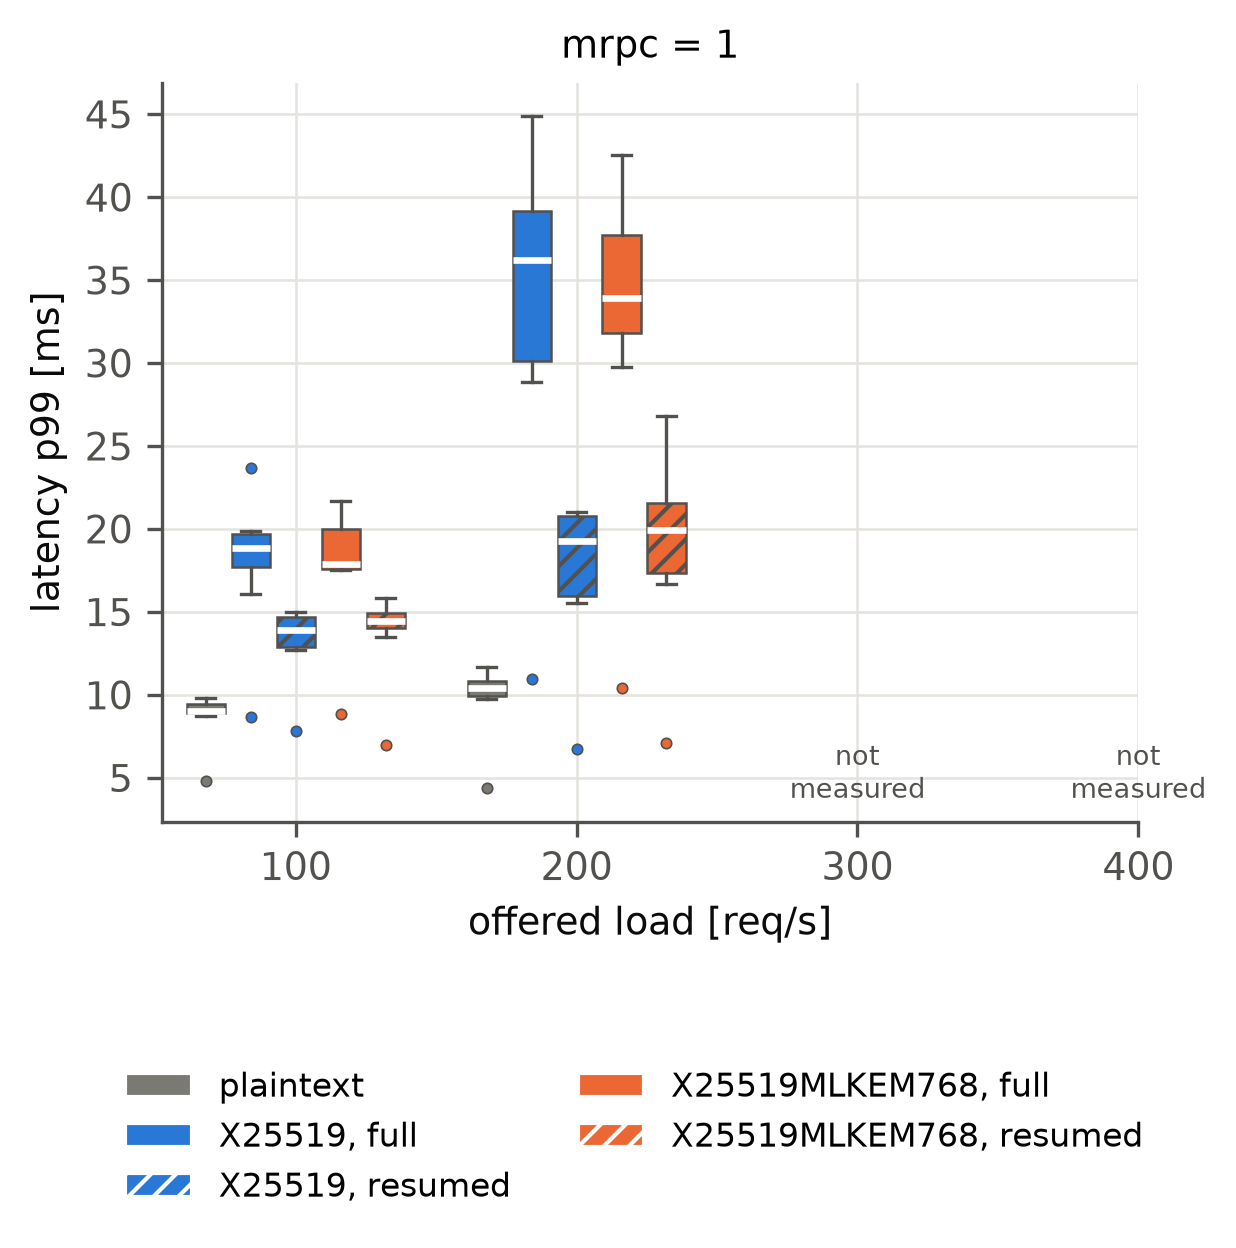 mrpc = 1
45
40
35
30
25
20
15
10
5
latency p99 [ms]
not
measured
not
measured
100
200
300
400
offered load [req/s]
plaintext
X25519, full
X25519, resumed
X25519MLKEM768, full
X25519MLKEM768, resumed